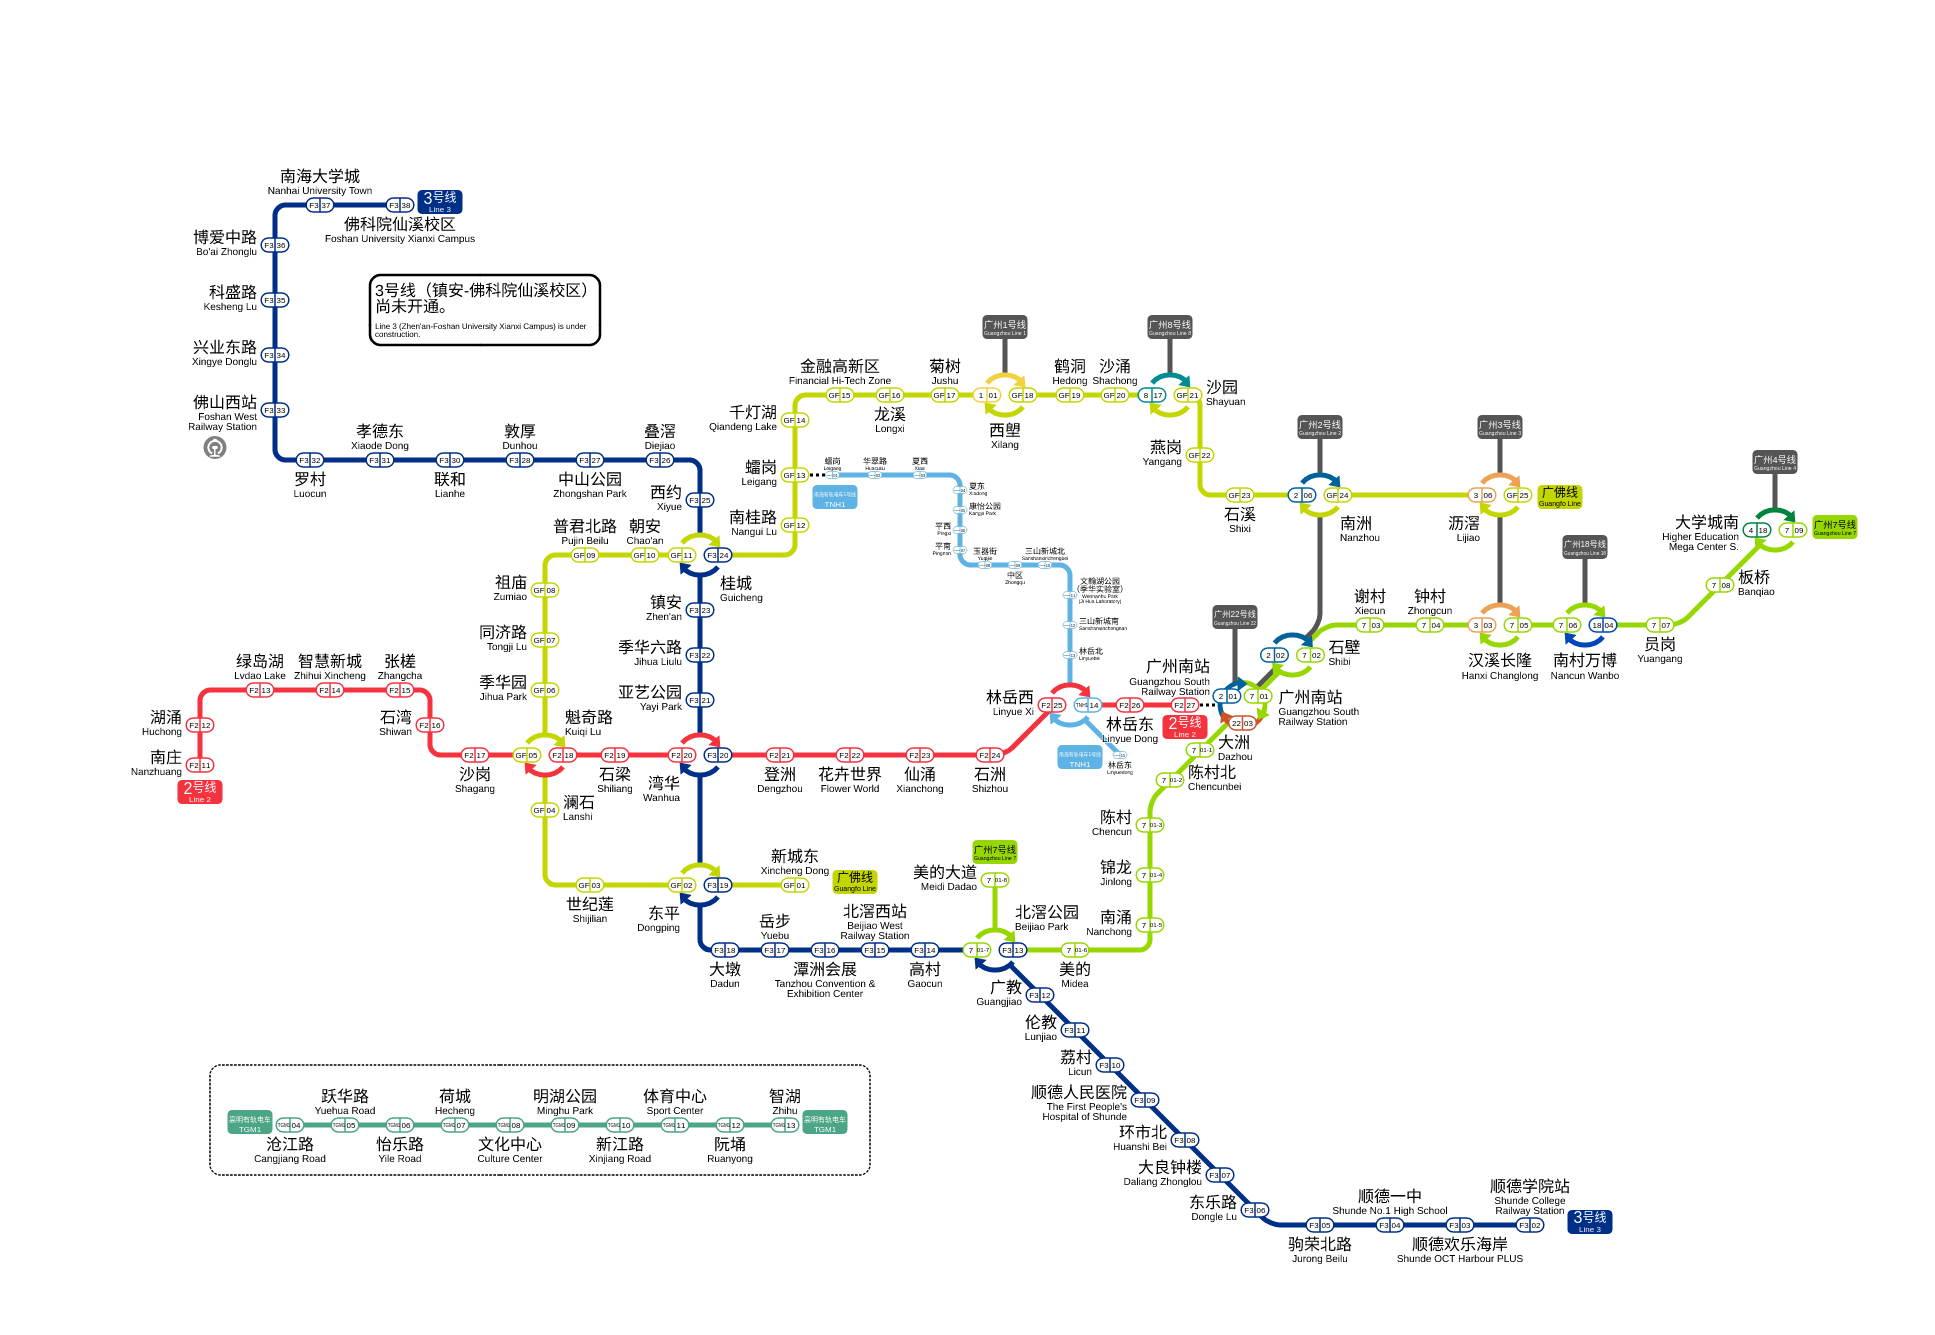 南海大学城
Nanhai University Town
F3 37
F3 38
3号线
Line 3
佛科院仙溪校区
Foshan University Xianxi Campus
博爱中路
Bo'ai Zhonglu
F3 36
科盛路
Kesheng Lu
F3 35
兴业东路
Xingye Donglu
F3 34
佛山西站
Foshan West
Railway Station
F3 33
3号线（镇安-佛科院仙溪校区）
尚未开通。
Line 3 (Zhen'an-Foshan University Xianxi Campus) is under
construction.
孝德东
Xiaode Dong
敦厚
Dunhou
叠滘
Diejiao
F3 32
F3 31
F3 30
F3 28
F3 27
F3 26
罗村
Luocun
联和
Lianhe
中山公园
Zhongshan Park
西约
Xiyue
F3 25
普君北路
Pujin Beilu
朝安
Chao'an
GF 09
GF 10
GF 11
F3 24
桂城
Guicheng
祖庙
Zumiao
GF 08
镇安
Zhen'an
F3 23
同济路
Tongji Lu
GF 07
季华六路
Jihua Liulu
F3 22
季华园
Jihua Park
GF 06
亚艺公园
Yayi Park
F3 21
绿岛湖
Lvdao Lake
智慧新城
Zhihui Xincheng
张槎
Zhangcha
F2 13
F2 14
F2 15
湖涌
Huchong
F2 12
石湾
Shiwan
F2 16
南庄
Nanzhuang
F2 11
2号线
Line 2
魁奇路
Kuiqi Lu
F2 17
GF 05
F2 18
F2 19
F2 20
F3 20
F2 21
F2 22
F2 23
F2 24
沙岗
Shagang
石梁
Shiliang
湾华
Wanhua
登洲
Dengzhou
花卉世界
Flower World
仙涌
Xianchong
石洲
Shizhou
澜石
Lanshi
GF 04
新城东
Xincheng Dong
GF 03
GF 02
F3 19
GF 01
广佛线
Guangfo Line
世纪莲
Shijilian
东平
Dongping
金融高新区
Financial Hi-Tech Zone
菊树
Jushu
鹤洞
Hedong
沙涌
Shachong
广州1号线
Guangzhou Line 1
广州8号线
Guangzhou Line 8
GF 15
GF 16
GF 17
1 01
GF 18
GF 19
GF 20
8 17
GF 21
沙园
Shayuan
千灯湖
Qiandeng Lake
GF 14
龙溪
Longxi
西塱
Xilang
燕岗
Yangang
GF 22
𧒽岗
Leigang
GF 13
南桂路
Nangui Lu
GF 12
𧒽岗
Leigang
华翠路
Huacuilu
夏西
Xiaxi
TNH1
夏东
Xiadong
康怡公园
Kangyi Park
平西
Pingxi
平南
Pingnan
玉器街
Yuqijie
中区
Zhongqu
三山新城北
Sanshanxinchengbei
文翰湖公园
（季华实验室）
Wenhanhu Park
(Ji Hua Laboratory)
三山新城南
Sanshanxinchengnan
林岳北
Linyuebei
林岳西
Linyue Xi
F2 25
TNH1 14
F2 26
F2 27
林岳东
Linyue Dong
2号线
Line 2
TNH1
林岳东
Linyuedong
广州南站
Guangzhou South
Railway Station
广州22号线
Guangzhou Line 22
2 01
7 01
22 03
广州南站
Guangzhou South
Railway Station
广州2号线
Guangzhou Line 2
广州3号线
Guangzhou Line 3
GF 23
2 06
GF 24
3 06
GF 25
广佛线
Guangfo Line
石溪
Shixi
南洲
Nanzhou
沥滘
Lijiao
广州4号线
Guangzhou Line 4
大学城南
Higher Education
Mega Center S.
4 18
7 09
广州7号线
Guangzhou Line 7
广州18号线
Guangzhou Line 18
板桥
Banqiao
7 08
谢村
Xiecun
钟村
Zhongcun
7 03
7 04
3 03
7 05
7 06
18 04
7 07
汉溪长隆
Hanxi Changlong
南村万博
Nancun Wanbo
员岗
Yuangang
2 02
7 02
石壁
Shibi
大洲
Dazhou
7 01-1
陈村北
Chencunbei
7 01-2
陈村
Chencun
7 01-3
锦龙
Jinlong
7 01-4
南涌
Nanchong
7 01-5
广州7号线
Guangzhou Line 7
美的大道
Meidi Dadao
7 01-8
北滘公园
Beijiao Park
岳步
Yuebu
北滘西站
Beijiao West
Railway Station
F3 18
F3 17
F3 16
F3 15
F3 14
7 01-7
F3 13
7 01-6
大墩
Dadun
潭洲会展
Tanzhou Convention &
Exhibition Center
高村
Gaocun
美的
Midea
广教
Guangjiao
F3 12
伦教
Lunjiao
F3 11
荔村
Licun
F3 10
顺德人民医院
The First People's
Hospital of Shunde
F3 09
环市北
Huanshi Bei
F3 08
大良钟楼
Daliang Zhonglou
F3 07
东乐路
Dongle Lu
F3 06
顺德一中
Shunde No.1 High School
顺德学院站
Shunde College
Railway Station
F3 05
F3 04
F3 03
F3 02
3号线
Line 3
驹荣北路
Jurong Beilu
顺德欢乐海岸
Shunde OCT Harbour PLUS
跃华路
Yuehua Road
荷城
Hecheng
明湖公园
Minghu Park
体育中心
Sport Center
智湖
Zhihu
高明有轨电车
TGM1
TGM1 04
TGM1 05
TGM1 06
TGM1 07
TGM1 08
TGM1 09
TGM1 10
TGM1 11
TGM1 12
TGM1 13
高明有轨电车
TGM1
沧江路
Cangjiang Road
怡乐路
Yile Road
文化中心
Culture Center
新江路
Xinjiang Road
阮埇
Ruanyong